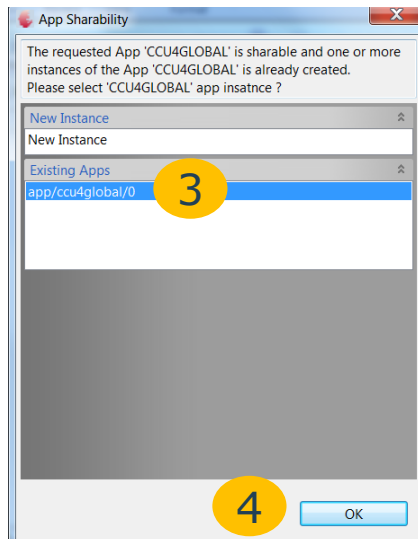 App Sharability
The requested App 'CCU4GLOBAL' is sharable and one or more
instances of the App 'CCU4GLOBAL' is already created.
Please select 'CCU4GLOBAL' app insatnce ?
New Instance
New Instance
Existing Apps
app/ccu4global/0
3
4
OK